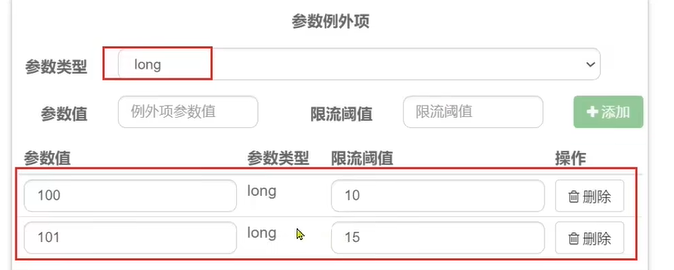 参数例外项
参数类型 long
参数值 例外项参数值 限流阈值 限流阈值 +添加
参数值 参数类型 限流阈值 操作
100 long 10 删除
101 long 15 删除